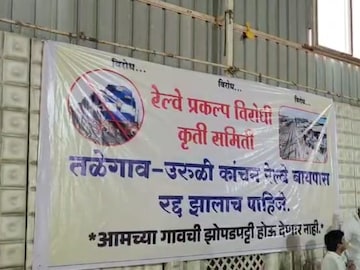 विरोध...
विरोध...
विरोध...
रेल्वे प्रकल्प विरोधी
कृती समिती
तळेगाव-उरुळी कांचन रेल्वे बायपास
रद्द झालाच पाहिजे.
*आमच्या गावची झोपडपट्टी होऊ देणार नाही.*